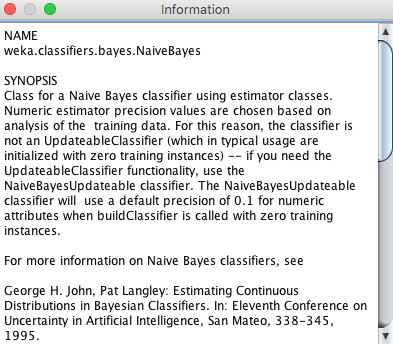 Information
NAME
weka.classifiers.bayes.NaiveBayes
SYNOPSIS
Class for a Naive Bayes classifier using estimator classes.
Numeric estimator precision values are chosen based on
analysis of the  training data. For this reason, the classifier is
not an UpdateableClassifier (which in typical usage are
initialized with zero training instances) -- if you need the
UpdateableClassifier functionality, use the
NaiveBayesUpdateable classifier. The NaiveBayesUpdateable
classifier will  use a default precision of 0.1 for numeric
attributes when buildClassifier is called with zero training
instances.
For more information on Naive Bayes classifiers, see
George H. John, Pat Langley: Estimating Continuous
Distributions in Bayesian Classifiers. In: Eleventh Conference on
Uncertainty in Artificial Intelligence, San Mateo, 338-345,
1995.